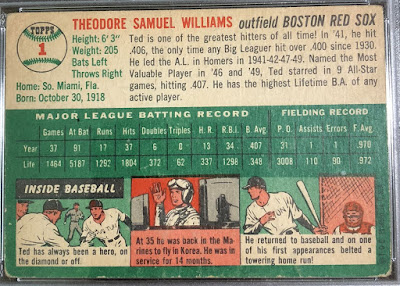 THEODORE SAMUEL WILLIAMS outfield BOSTON RED SOX
TOPPS
1
Height: 6'3"
Weight: 205
Bats Left
Throws Right
Home: So. Miami, Fla.
Born: October 30, 1918
Ted is one of the greatest hitters of all time! In '41, he hit
.406, the only time any Big Leaguer hit over .400 since 1930.
He led the A.L. in Homers in 1941-42-47-49. Named the Most
Valuable Player in '46 and '49, Ted starred in 9 All-Star
games, hitting .407. He has the highest Lifetime B.A. of any
active player.
MAJOR LEAGUE BATTING RECORD FIELDING RECORD
Games At Bat Runs Hits Doubles Triples H. R. R.B.I. B. Avg P. O. Assists Errors F. Avg.
Year 37 91 17 37 6 0 13 34 .407 31 1 1 .970
Life 1464 5187 1292 1804 372 62 337 1298 .348 3008 110 90 .972
INSIDE BASEBALL
Ted has always been a hero, on
the diamond or off.
At 35 he was back in the Ma-
rines to fly in Korea. He was in
service for 14 months.
He returned to baseball and on one
of his first appearances belted a
towering home run!